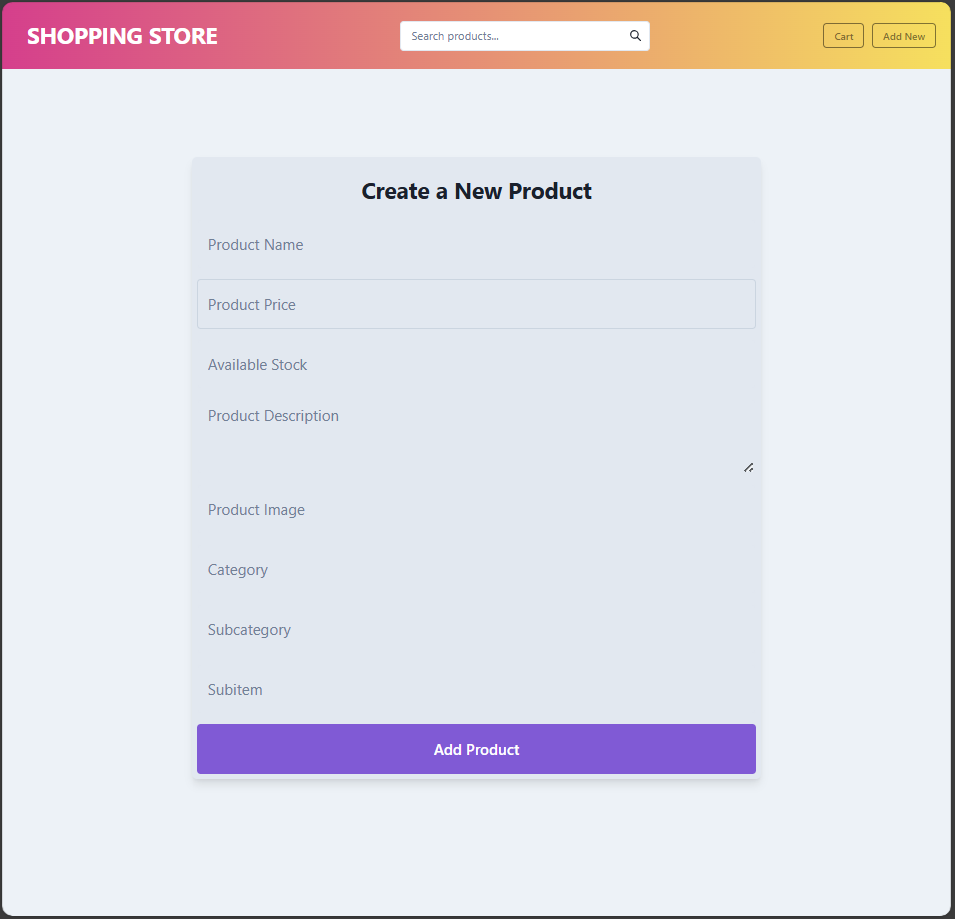 SHOPPING STORE
Search products...
Cart
Add New
Create a New Product
Product Name
Product Price
Available Stock
Product Description
Product Image
Category
Subcategory
Subitem
Add Product